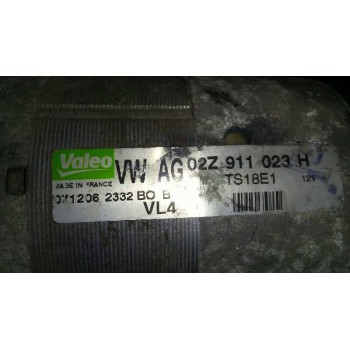 Valeo VW AG 02Z 911 023 H
MADE IN FRANCE TS18E1 12V
071206 2332 BO B
VL4